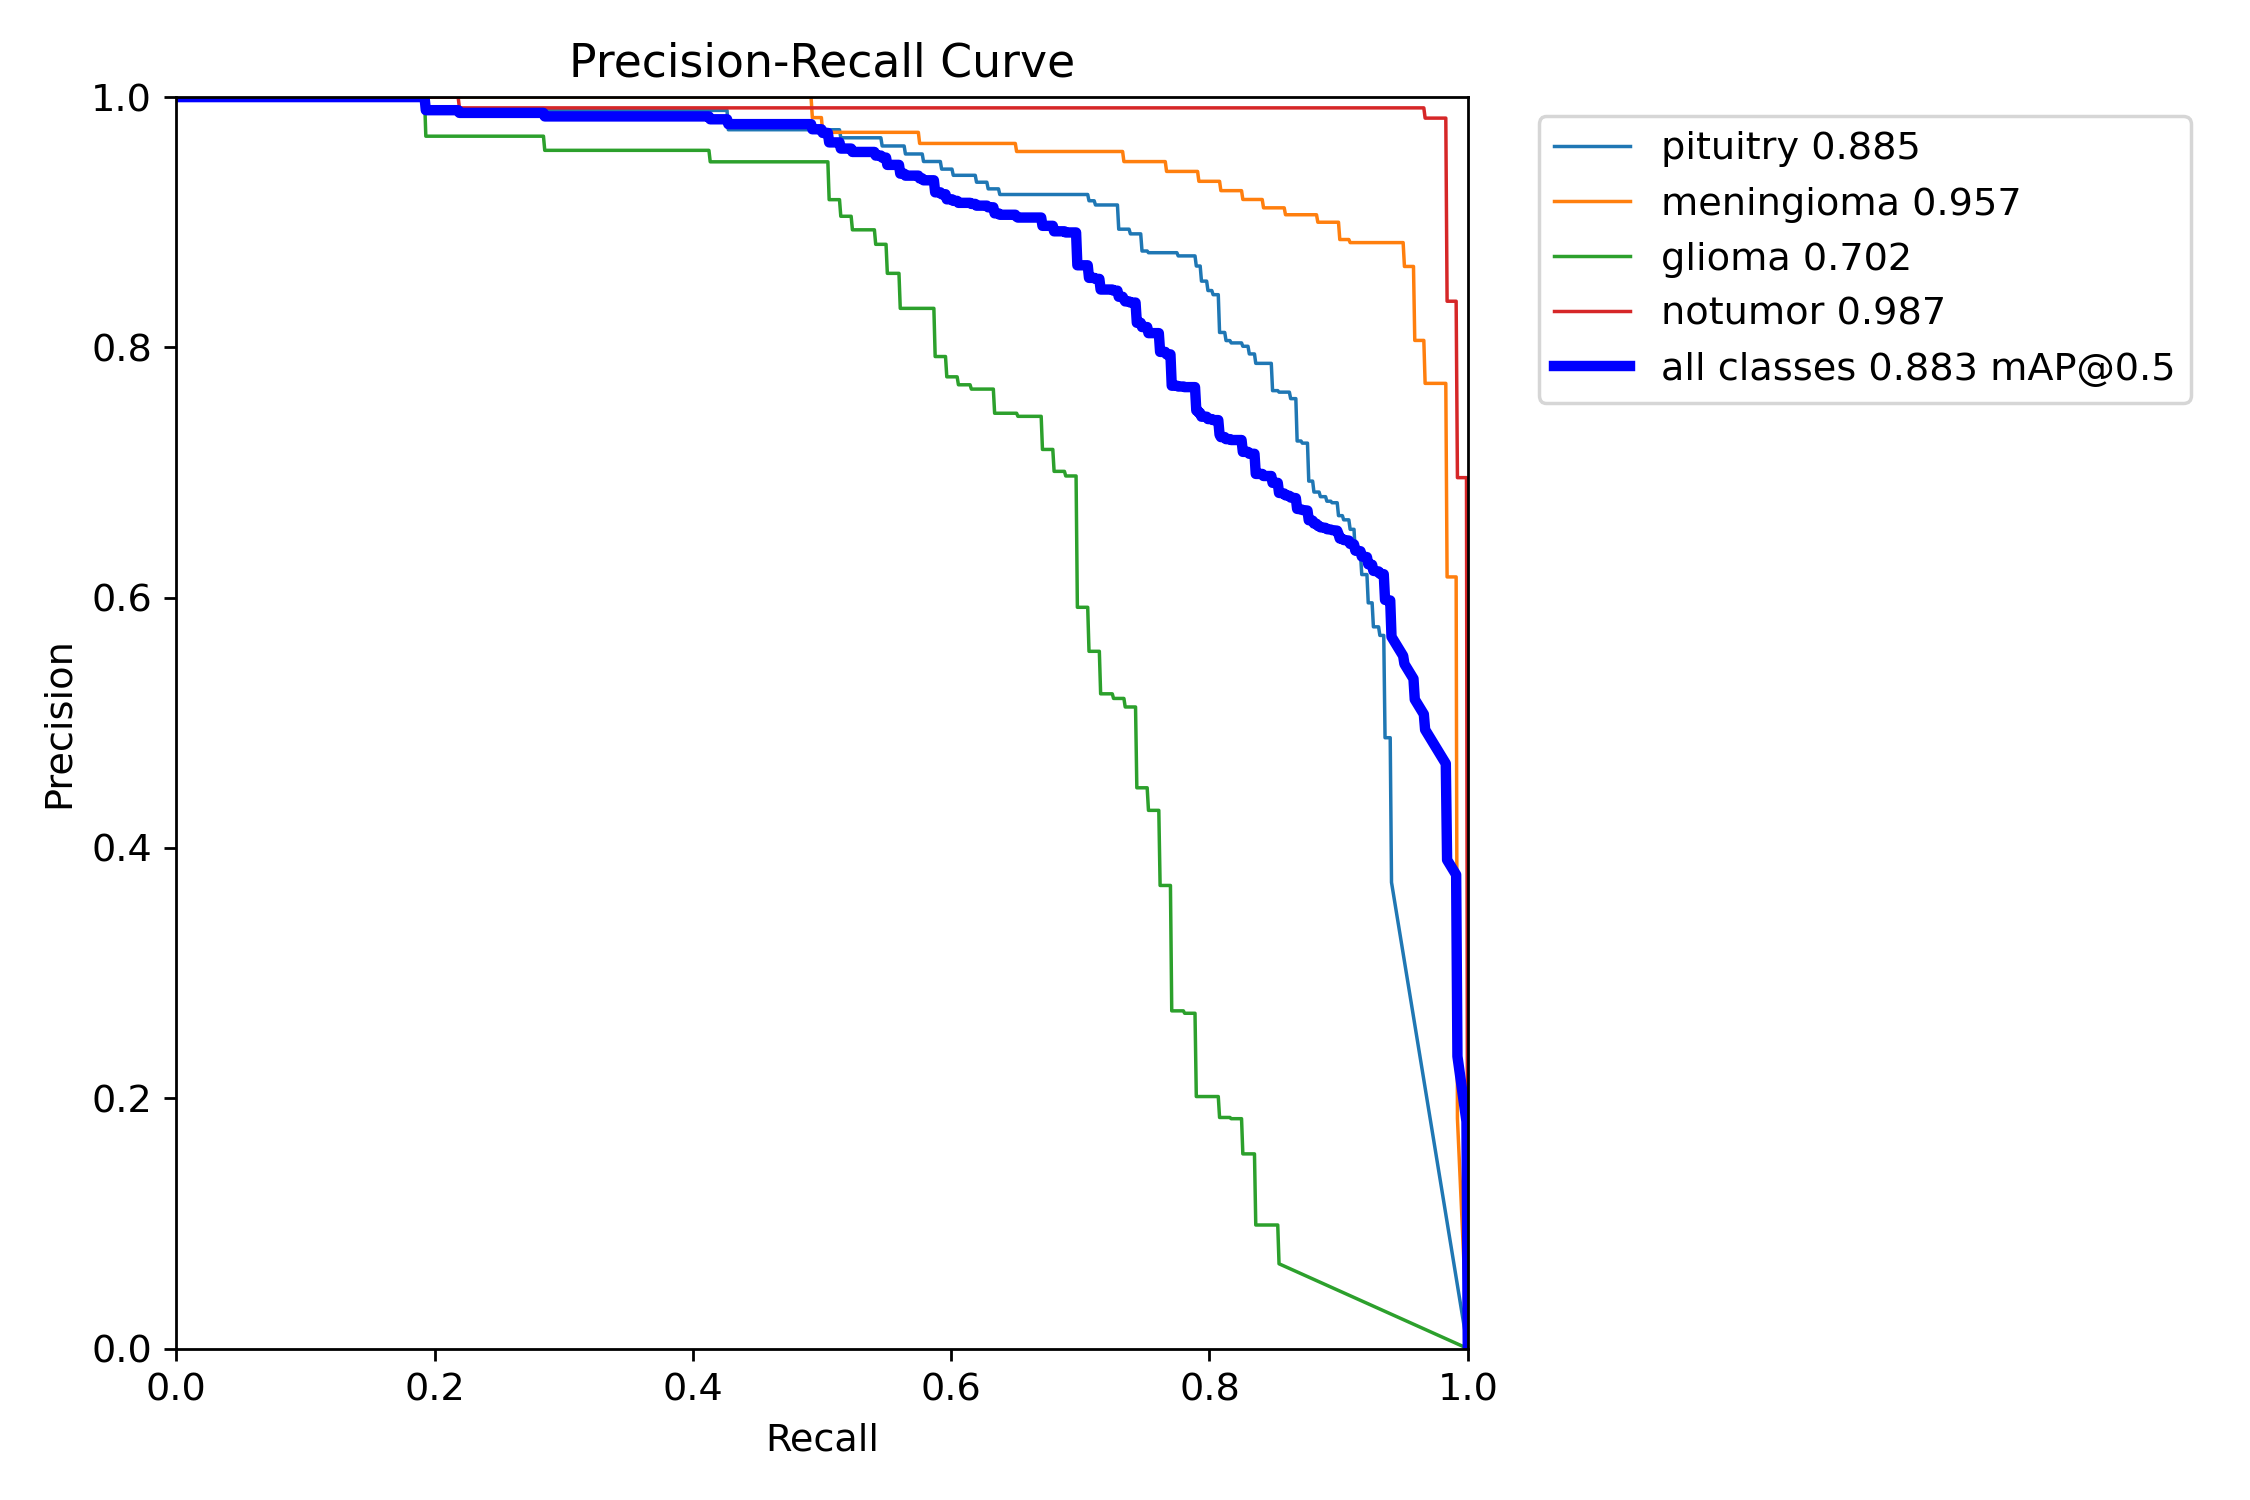 Precision-Recall Curve
1.0
0.8
0.6
0.4
0.2
0.0
Precision
0.0 0.2 0.4 0.6 0.8 1.0
Recall
pituitry 0.885
meningioma 0.957
glioma 0.702
notumor 0.987
all classes 0.883 mAP@0.5